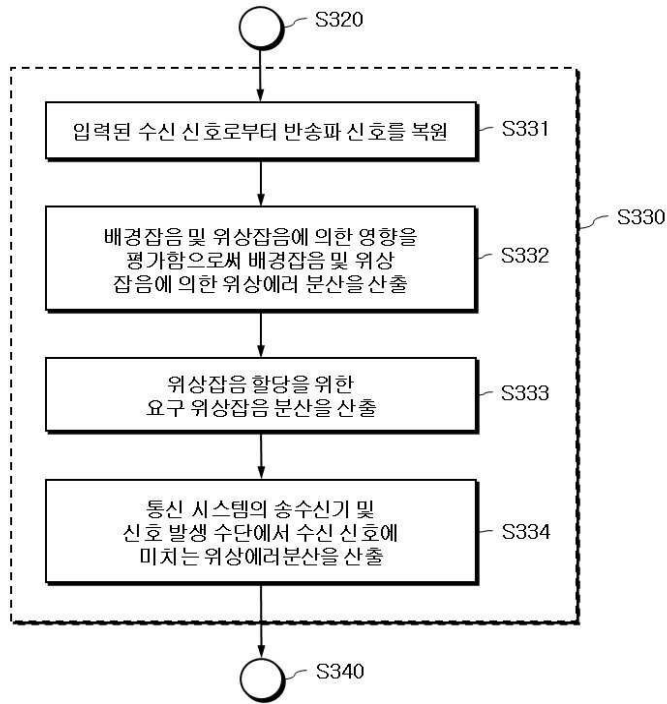 S320
입력된 수신 신호로부터 반송파 신호를 복원
S331
S330
배경잡음 및 위상잡음에 의한 영향을
평가함으로써 배경잡음 및 위상
잡음에 의한 위상에러 분산을 산출
S332
위상잡음 할당을 위한
요구 위상잡음 분산을 산출
S333
통신 시스템의 송수신기 및
신호 발생 수단에서 수신 신호에
미치는 위상에러분산을 산출
S334
S340